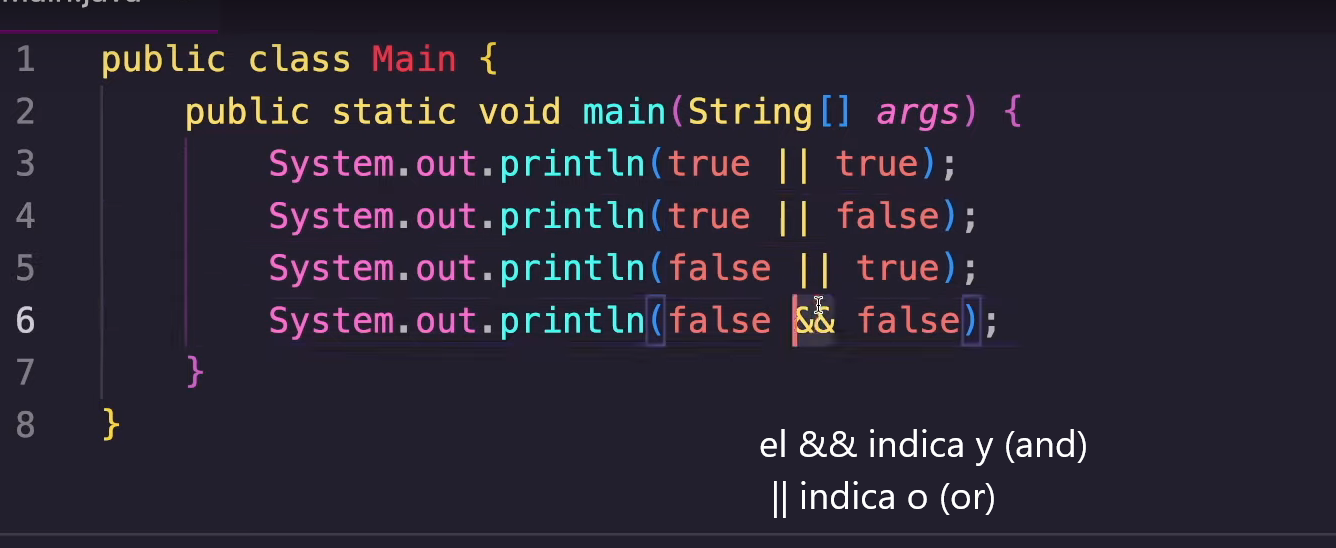 Main.java
1 public class Main {
2 public static void main(String[] args) {
3 System.out.println(true || true);
4 System.out.println(true || false);
5 System.out.println(false || true);
6 System.out.println(false && false);
7 }
8 }
el && indica y (and)
|| indica o (or)